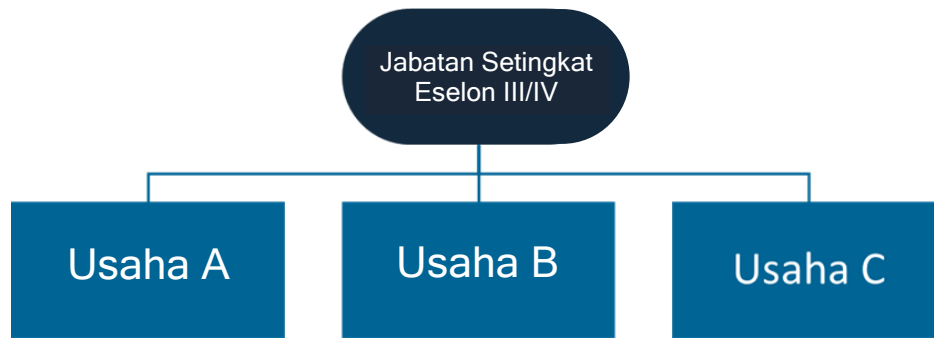 Jabatan Setingkat
Eselon III/IV
Usaha A
Usaha B
Usaha C